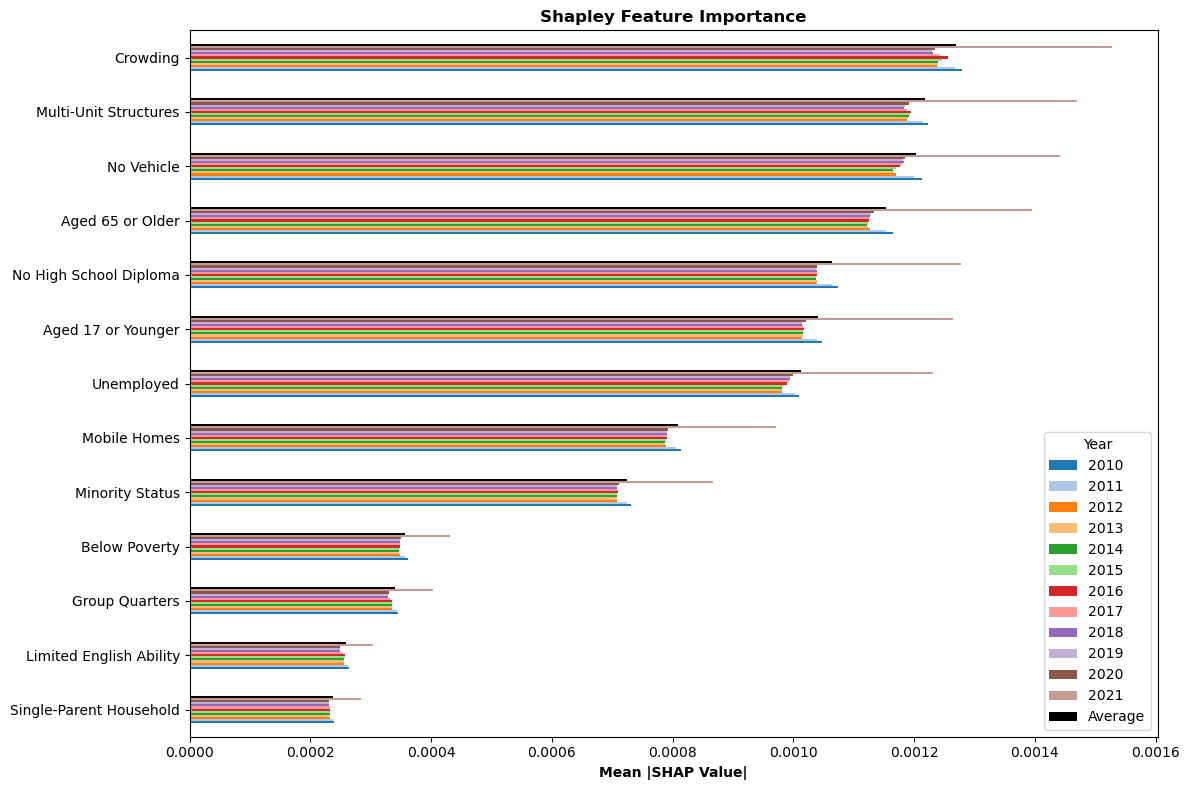 Shapley Feature Importance
Crowding
Multi-Unit Structures
No Vehicle
Aged 65 or Older
No High School Diploma
Aged 17 or Younger
Unemployed
Mobile Homes
Minority Status
Below Poverty
Group Quarters
Limited English Ability
Single-Parent Household
Year
2010
2011
2012
2013
2014
2015
2016
2017
2018
2019
2020
2021
Average
0.0000 0.0002 0.0004 0.0006 0.0008 0.0010 0.0012 0.0014 0.0016
Mean |SHAP Value|